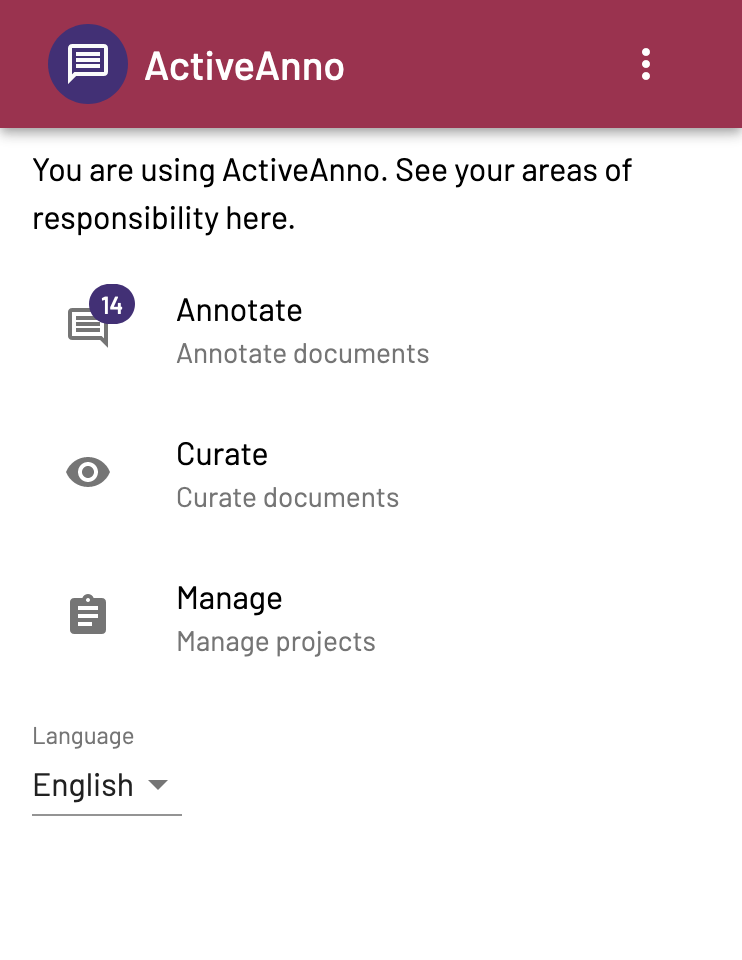 ActiveAnno
You are using ActiveAnno. See your areas of
responsibility here.
14
Annotate
Annotate documents
Curate
Curate documents
Manage
Manage projects
Language
English